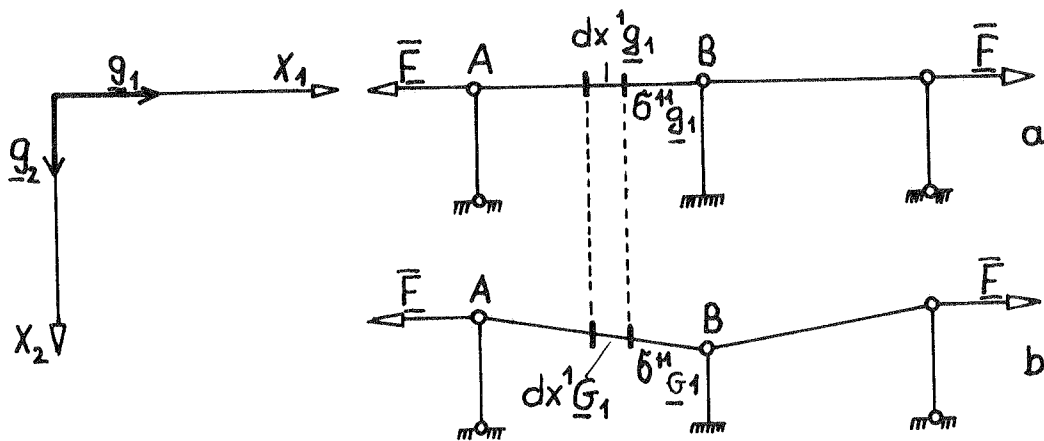 dx¹g₁
F̄ A B F̄
g₁ X₁
σ¹¹g₁
a
g₂
F̄ A B F̄
X₂
σ¹¹G₁
dx¹G₁
b